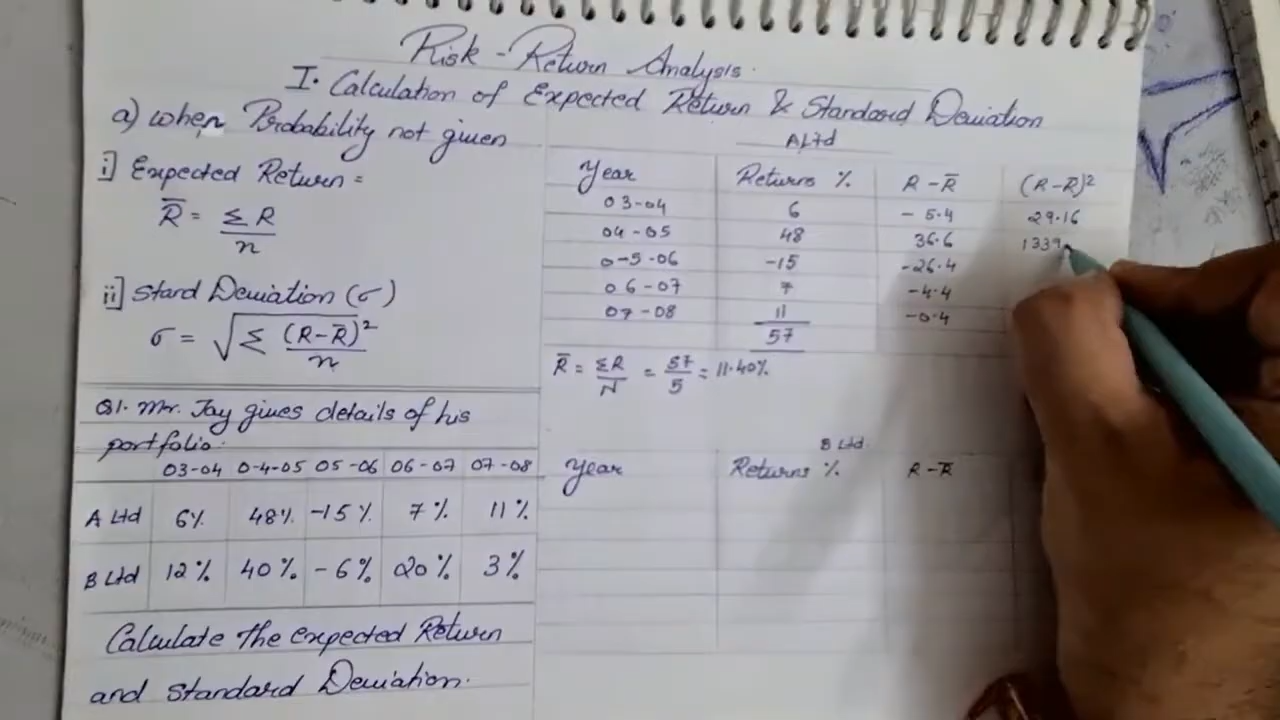 Risk - Return Analysis.
I. Calculation of Expected Return & Standard Deviation
a) when Probability not given
i] Expected Return =
R̅ = Σ R
n
ii] Stard Deviation (σ)
σ = √Σ (R-R̅)²
n
Q1. Mr. Jay gives details of his
portfolio.
03-04 0-4-05 05-06 06-07 07-08
A Ltd 6% 48% -15% 7% 11%
B Ltd 12% 40% -6% 20% 3%
Calculate the expected Return
and standard Deviation.
A Ltd
Year Returns % R-R̅ (R-R̅)²
03-04 6 -5.4 29.16
04-05 48 36.6 1339
0-5-06 -15 -26.4
06-07 7 -4.4
07-08 11 -0.4
57
R̅ = ΣR = 57 = 11.40%
N 5
B Ltd.
Year Returns % R-R̅